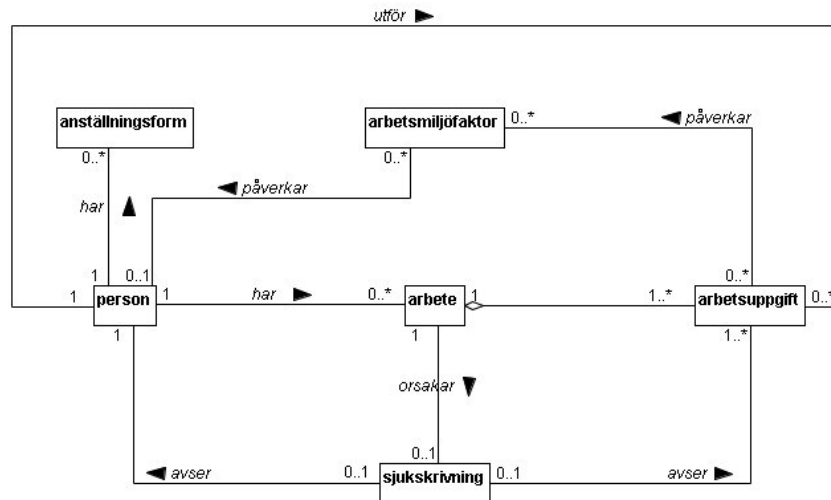 utför
anställningsform
arbetsmiljöfaktor
0..*
påverkar
0..*
0..*
påverkar
har
1
0..1
0..*
1
person
1
har
0..*
arbete
1
1..*
arbetsuppgift
0..*
1
1
1..*
orsakar
0..1
avser
0..1
sjukskrivning
0..1
avser